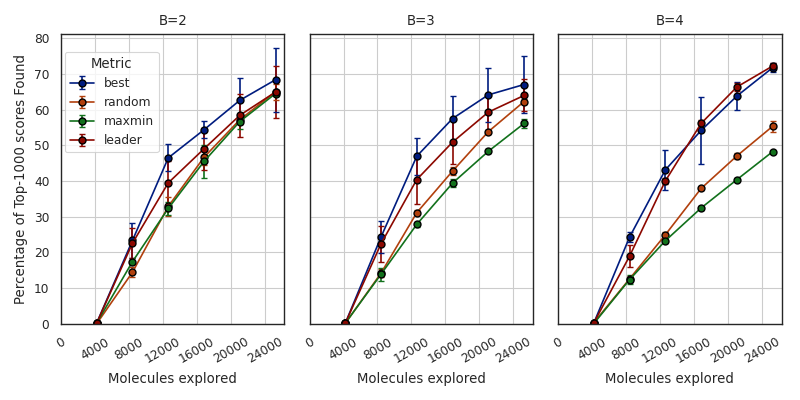 B=2
B=3
B=4
Percentage of Top-1000 scores Found
80
70
60
50
40
30
20
10
0
Metric
best
random
maxmin
leader
0 4000 8000 12000 16000 20000 24000
0 4000 8000 12000 16000 20000 24000
0 4000 8000 12000 16000 20000 24000
Molecules explored
Molecules explored
Molecules explored